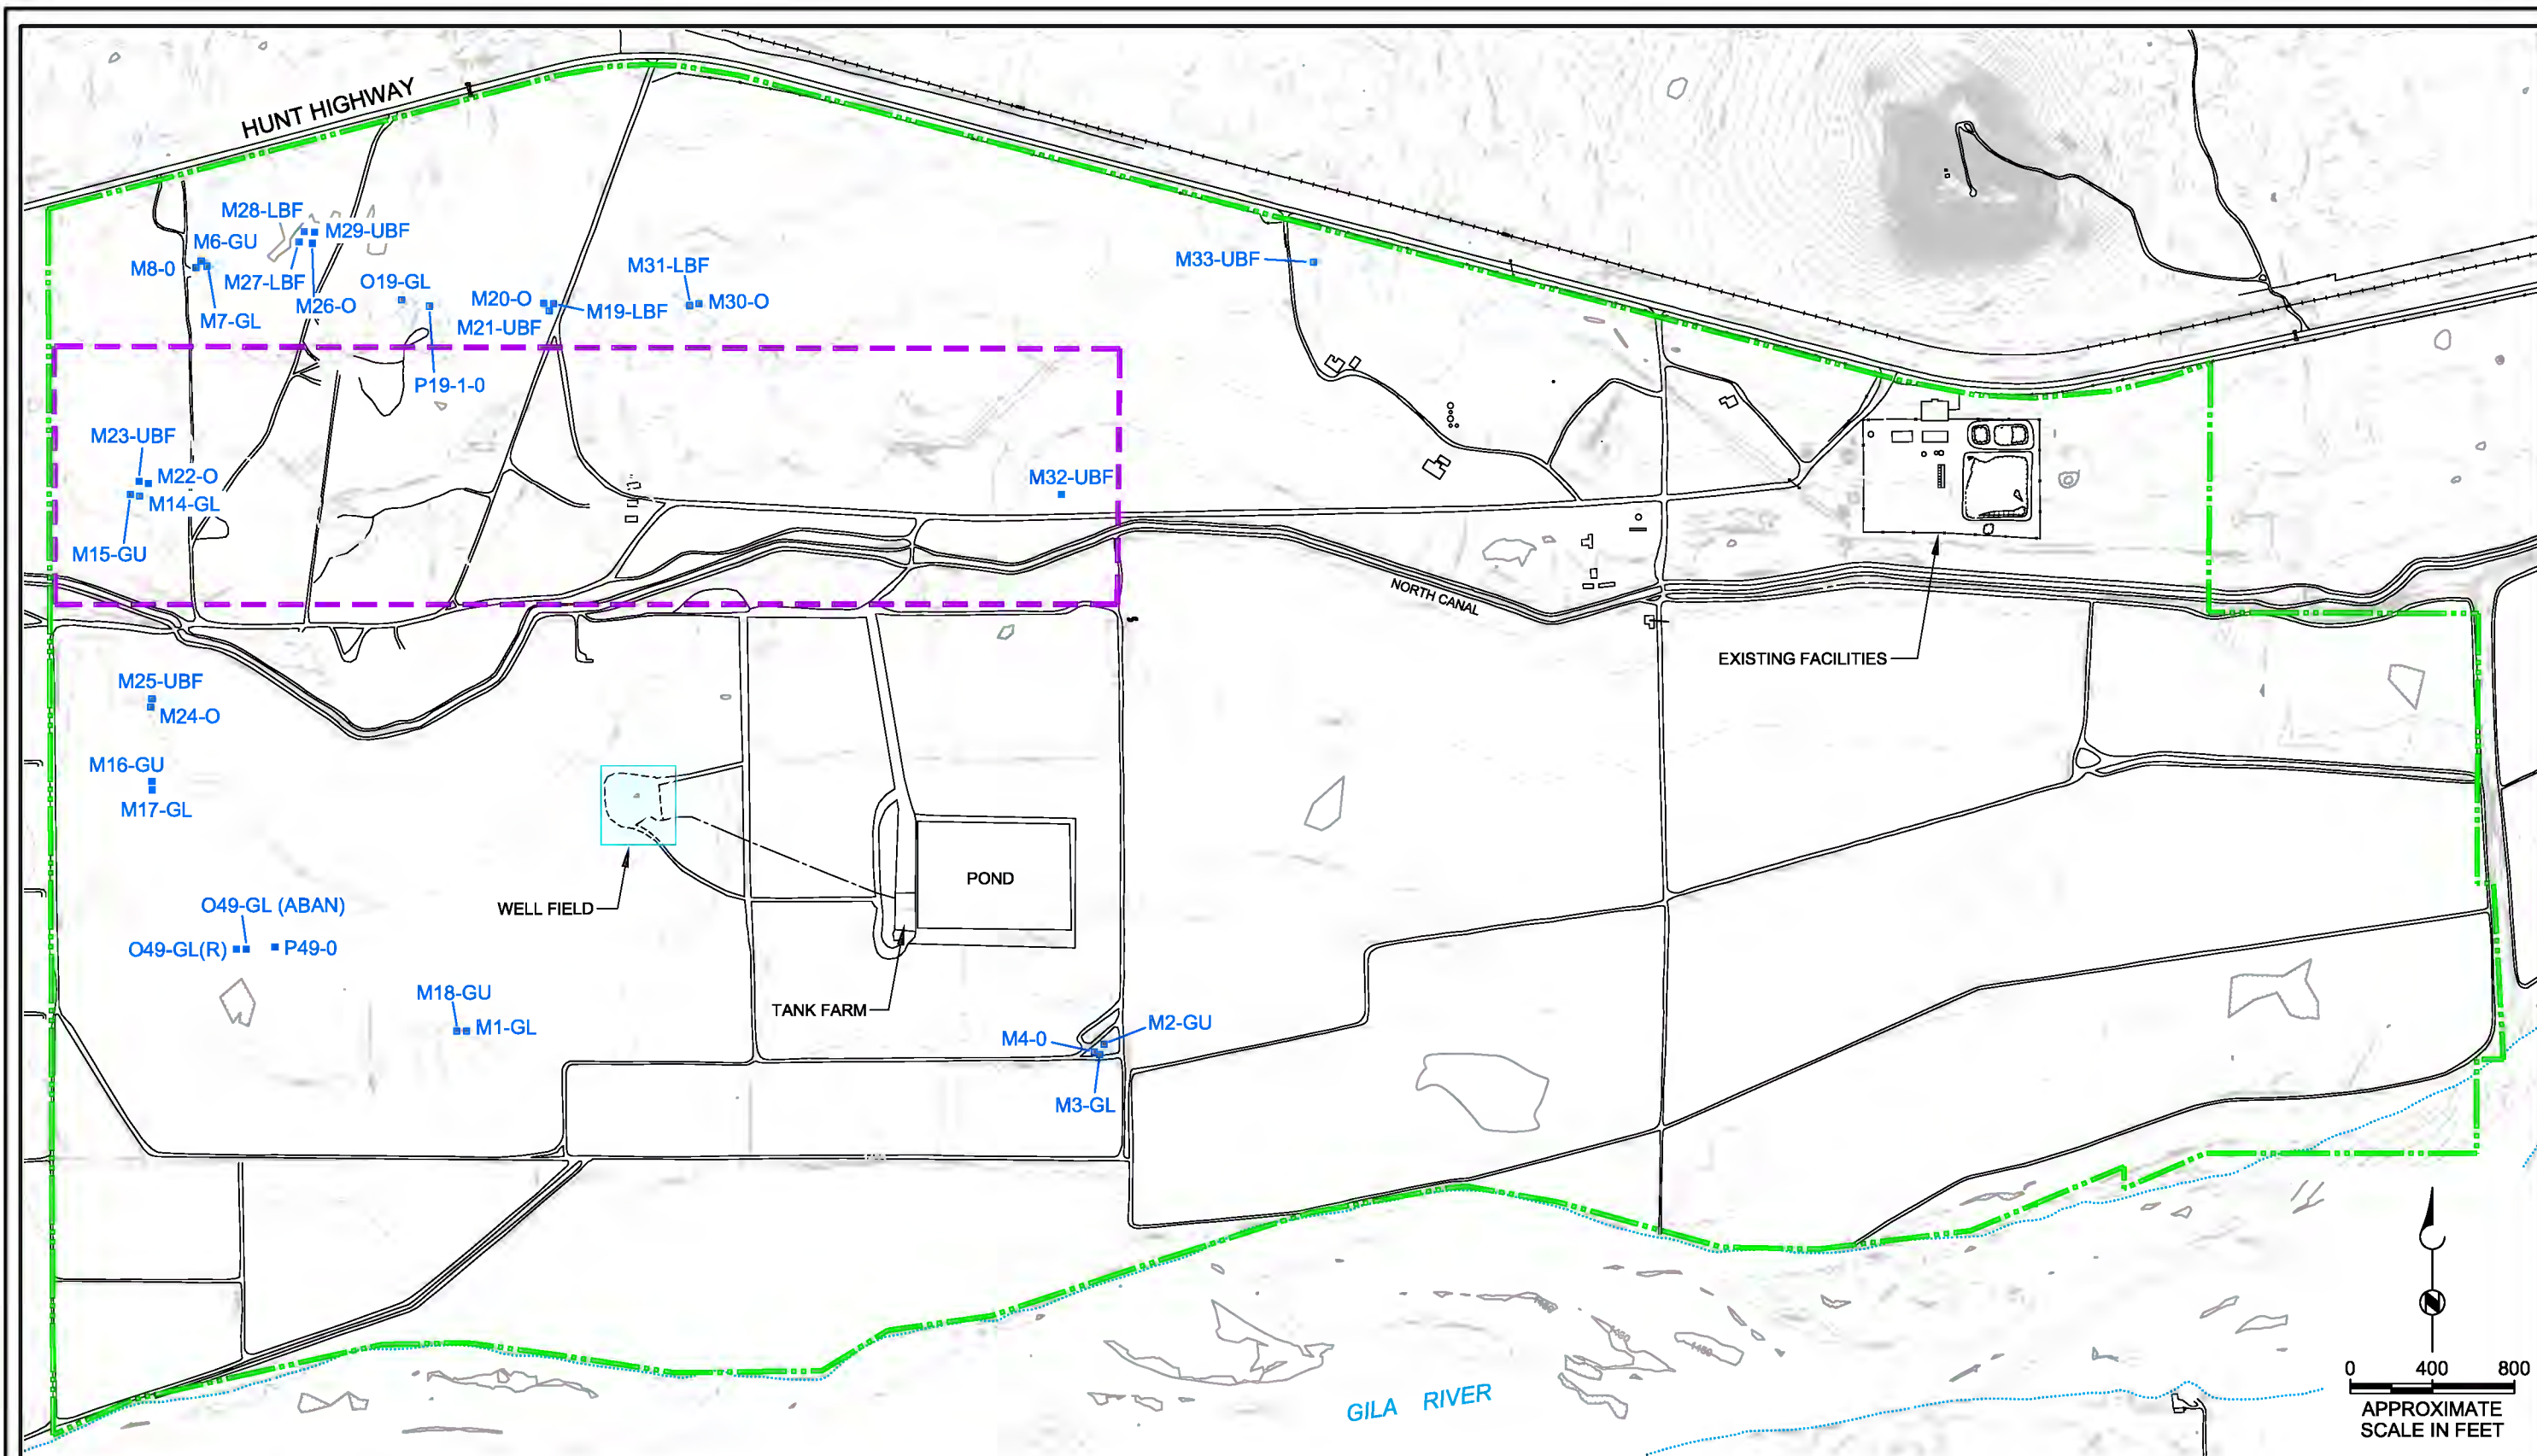 HUNT HIGHWAY
M28-LBF
M29-UBF
M6-GU
M8-0
M27-LBF
M7-GL
M26-O
O19-GL
P19-1-0
M20-O
M19-LBF
M21-UBF
M31-LBF
M30-O
M33-UBF
M23-UBF
M22-O
M14-GL
M15-GU
M32-UBF
NORTH CANAL
EXISTING FACILITIES
M25-UBF
M24-O
M16-GU
M17-GL
POND
WELL FIELD
O49-GL (ABAN)
O49-GL(R)
P49-0
TANK FARM
M18-GU
M1-GL
M4-0
M2-GU
M3-GL
N
GILA RIVER
0 400 800
APPROXIMATE
SCALE IN FEET